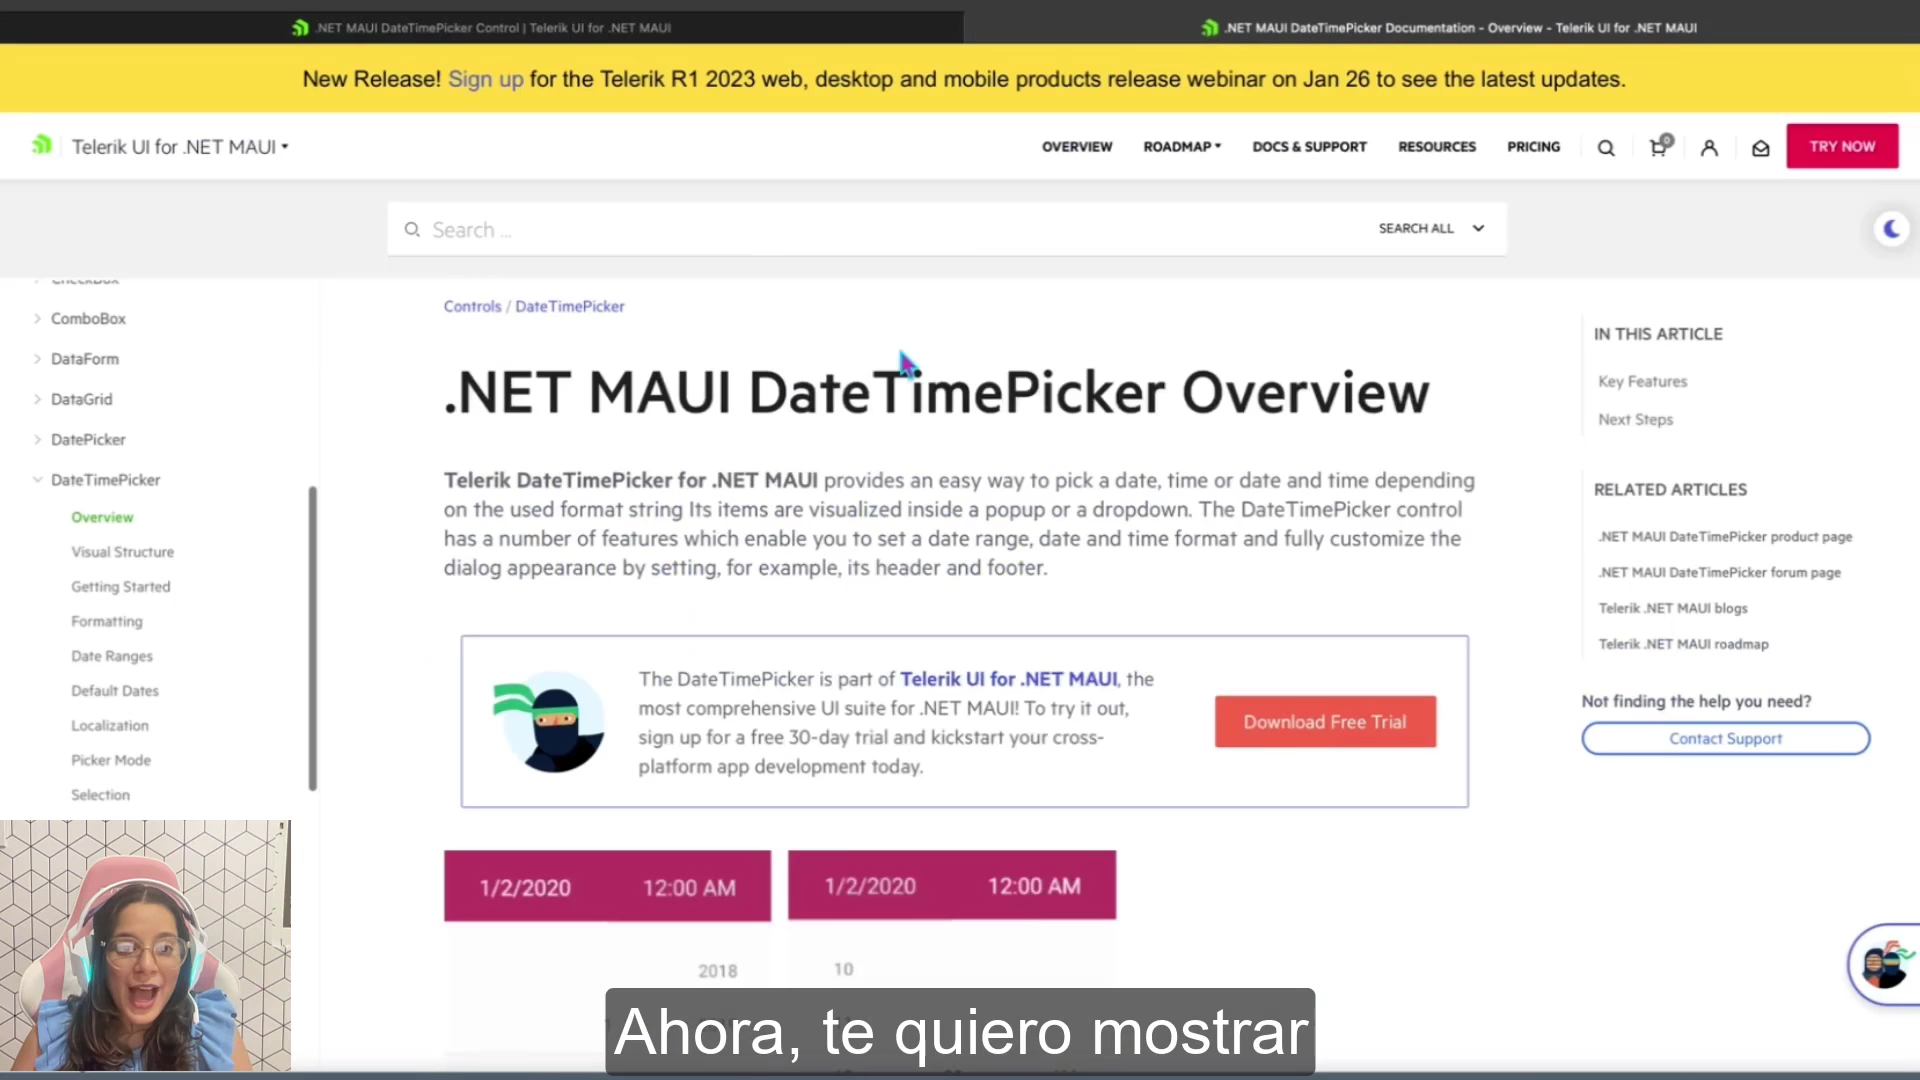 .NET MAUI DateTimePicker Control | Telerik UI for .NET MAUI
.NET MAUI DateTimePicker Documentation - Overview - Telerik UI for .NET MAUI
New Release! Sign up for the Telerik R1 2023 web, desktop and mobile products release webinar on Jan 26 to see the latest updates.
Telerik UI for .NET MAUI
OVERVIEW
ROADMAP
DOCS & SUPPORT
RESOURCES
PRICING
0
TRY NOW
Search ...
SEARCH ALL
CheckBox
ComboBox
DataForm
DataGrid
DatePicker
DateTimePicker
Overview
Visual Structure
Getting Started
Formatting
Date Ranges
Default Dates
Localization
Picker Mode
Selection
Controls / DateTimePicker
.NET MAUI DateTimePicker Overview
Telerik DateTimePicker for .NET MAUI provides an easy way to pick a date, time or date and time depending
on the used format string Its items are visualized inside a popup or a dropdown. The DateTimePicker control
has a number of features which enable you to set a date range, date and time format and fully customize the
dialog appearance by setting, for example, its header and footer.
The DateTimePicker is part of Telerik UI for .NET MAUI, the
most comprehensive UI suite for .NET MAUI! To try it out,
sign up for a free 30-day trial and kickstart your cross-
platform app development today.
Download Free Trial
1/2/2020 12:00 AM
1/2/2020 12:00 AM
2018
10
IN THIS ARTICLE
Key Features
Next Steps
RELATED ARTICLES
.NET MAUI DateTimePicker product page
.NET MAUI DateTimePicker forum page
Telerik .NET MAUI blogs
Telerik .NET MAUI roadmap
Not finding the help you need?
Contact Support
Ahora, te quiero mostrar